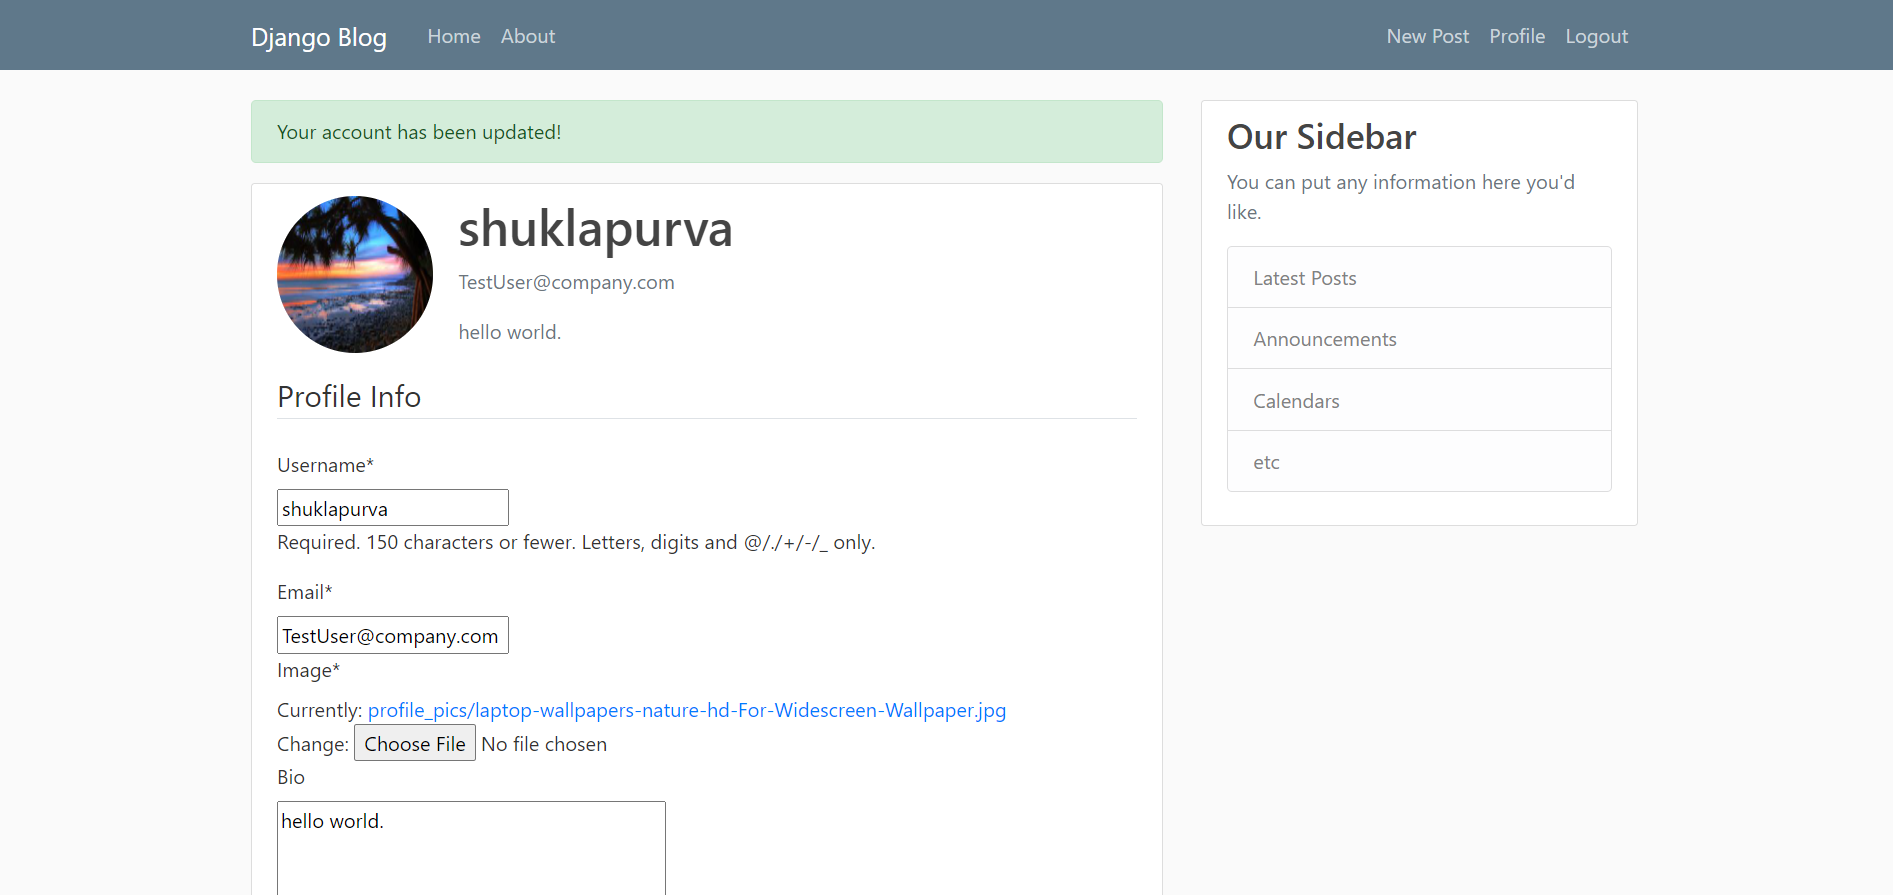 Django Blog Home About New Post Profile Logout
Your account has been updated!
shuklapurva
TestUser@company.com
hello world.
Profile Info
Username*
shuklapurva
Required. 150 characters or fewer. Letters, digits and @/./+/-/_ only.
Email*
TestUser@company.com
Image*
Currently: profile_pics/laptop-wallpapers-nature-hd-For-Widescreen-Wallpaper.jpg
Change: Choose File No file chosen
Bio
hello world.
Our Sidebar
You can put any information here you'd
like.
Latest Posts
Announcements
Calendars
etc